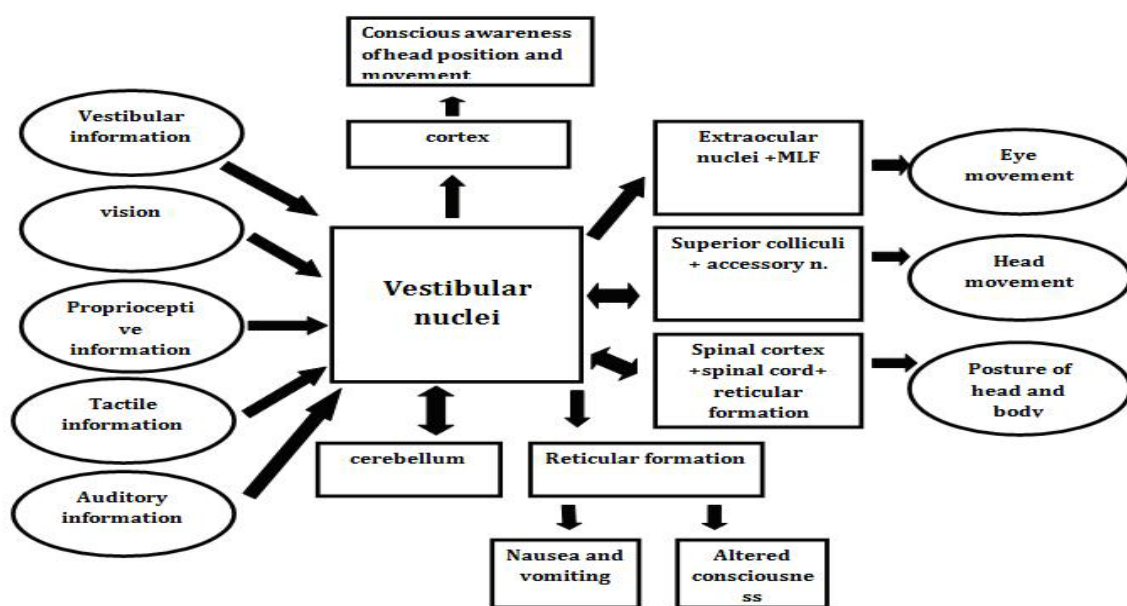 Conscious awareness
of head position and
movement
Vestibular
information
cortex
Extraocular
nuclei +MLF
Eye
movement
vision
Superior colliculi
+ accessory n.
Head
movement
Vestibular
nuclei
Propriocepti
ve
information
Spinal cortex
+spinal cord+
reticular
formation
Posture of
head and
body
Tactile
information
cerebellum
Reticular formation
Auditory
information
Nausea and
vomiting
Altered
consciousne
ss